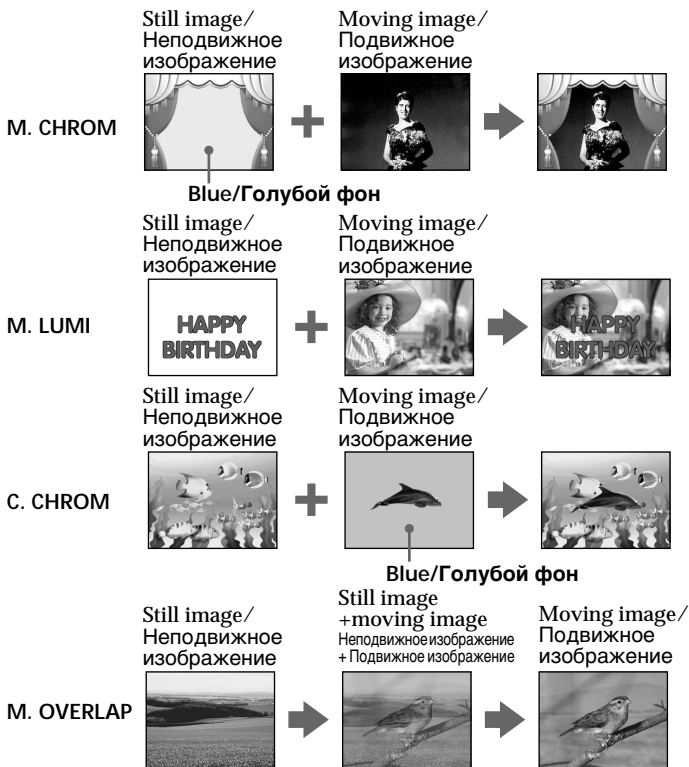 Still image/
Неподвижное
изображение
Moving image/
Подвижное
изображение
M. CHROM
Blue/Голубой фон
Still image/
Неподвижное
изображение
Moving image/
Подвижное
изображение
M. LUMI
HAPPY
BIRTHDAY
HAPPY
BIRTHDAY
Still image/
Неподвижное
изображение
Moving image/
Подвижное
изображение
C. CHROM
Blue/Голубой фон
Still image/
Неподвижное
изображение
Still image
+moving image
Неподвижное изображение
+ Подвижное изображение
Moving image/
Подвижное
изображение
M. OVERLAP